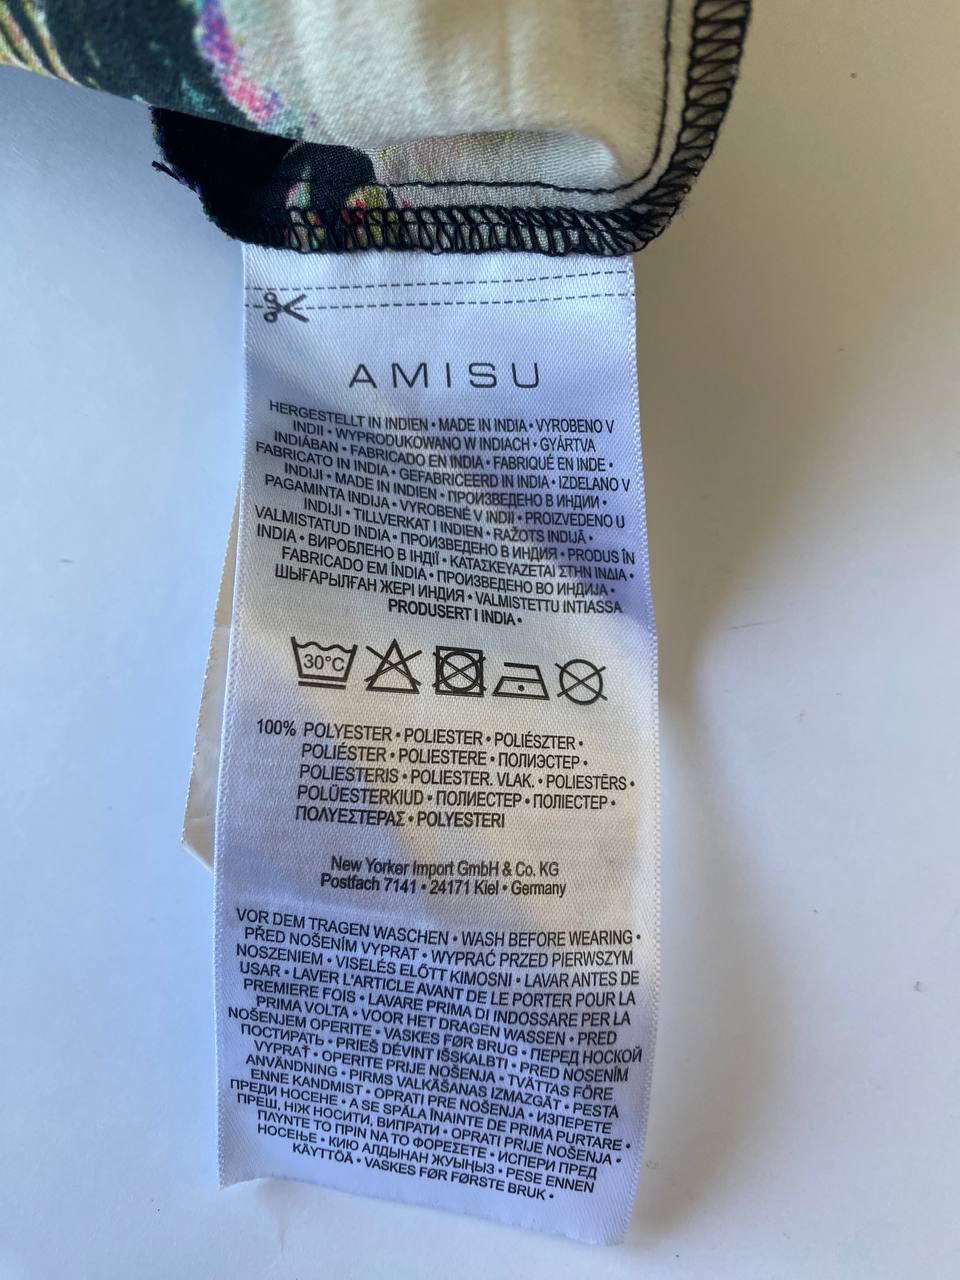 AMISU
HERGESTELLT IN INDIEN • MADE IN INDIA • VYROBENO V
INDII • WYPRODUKOWANO W INDIACH • GYÁRTVA
INDIÁBAN • FABRICADO EN INDIA • FABRIQUÉ EN INDE •
FABRICATO IN INDIA • GEFABRICEERD IN INDIA • IZDELANO V
INDIJI • MADE IN INDIEN • ПРОИЗВЕДЕНО В ИНДИИ •
PAGAMINTA INDIJA • VYROBENÉ V INDII • PROIZVEDENO U
INDIJI • TILLVERKAT I INDIEN • RAŽOTS INDIJĀ •
VALMISTATUD INDIA • ПРОИЗВЕДЕНО В ИНДИЯ • PRODUS ÎN
INDIA • ВИРОБЛЕНО В ІНДІЇ • ΚΑΤΑΣΚΕΥΑΖΕΤΑΙ ΣΤΗΝ ΙΝΔΙΑ •
FABRICADO EM ÍNDIA • ПРОИЗВЕДЕНО ВО ИНДИЈА •
ШЫҒАРЫЛҒАН ЖЕРІ ИНДИЯ • VALMISTETTU INTIASSA
PRODUSERT I INDIA •
30°C
100% POLYESTER • POLIESTER • POLIÉSZTER •
POLIÉSTER • POLIESTERE • ПОЛИЭСТЕР •
POLIESTERIS • POLIESTER. VLAK. • POLIESTĒRS •
POLÜESTERKIUD • ПОЛИЕСТЕР • ПОЛІЕСТЕР •
ΠΟΛΥΕΣΤΕΡΑΣ • POLYESTERI
New Yorker Import GmbH & Co. KG
Postfach 7141 • 24171 Kiel • Germany
VOR DEM TRAGEN WASCHEN • WASH BEFORE WEARING •
PŘED NOŠENÍM VYPRAT • WYPRAĆ PRZED PIERWSZYM
NOSZENIEM • VISELÉS ELŐTT KIMOSNI • LAVAR ANTES DE
USAR • LAVER L'ARTICLE AVANT DE LE PORTER POUR LA
PREMIERE FOIS • LAVARE PRIMA DI INDOSSARE PER LA
PRIMA VOLTA • VOOR HET DRAGEN WASSEN • PRED
NOŠENJEM OPERITE • VASKES FØR BRUG • ПЕРЕД НОСКОЙ
ПОСТИРАТЬ • PRIEŠ DĖVINT IŠSKALBTI • PRED NOSENÍM
VYPRAŤ • OPERITE PRIJE NOŠENJA • TVÄTTAS FÖRE
ANVÄNDNING • PIRMS VALKĀŠANAS IZMAZGĀT • PESTA
ENNE KANDMIST • OPRATI PRE NOŠENJA • ИЗПЕРЕТЕ
ПРЕДИ НОСЕНЕ • A SE SPĂLA ÎNAINTE DE PRIMA PURTARE •
ПРЕШ, НІЖ НОСИТИ, ВИПРАТИ • OPRATI PRIJE NOŠENJA •
ΠΛΥΝΤΕ ΤΟ ΠΡΙΝ ΝΑ ΤΟ ΦΟΡΕΣΕΤΕ • ИСПЕРИ ПРЕД
НОСЕЊЕ • КИЮ АЛДЫНАН ЖУЫҢЫЗ • PESE ENNEN
KÄYTTÖÄ • VASKES FØR FØRSTE BRUK •